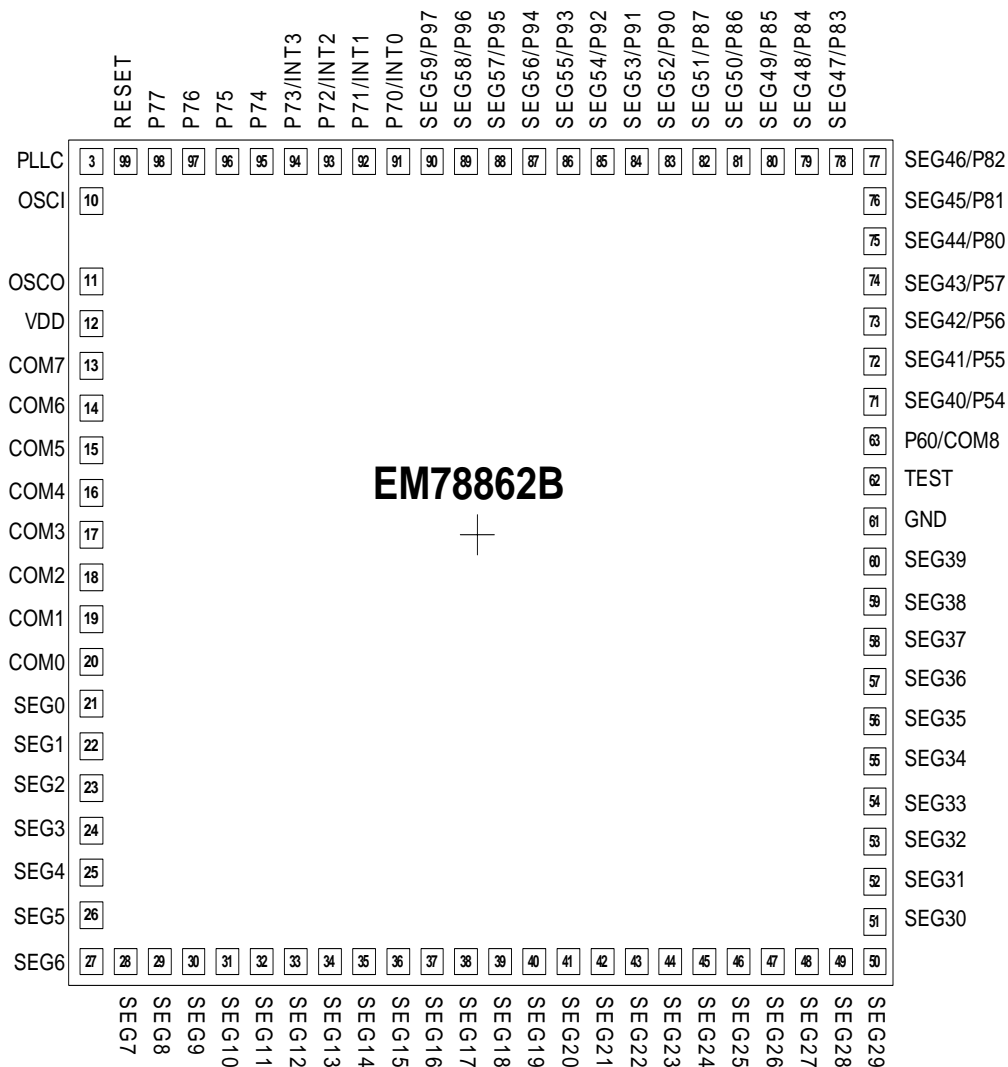 RESET
P77
P76
P75
P74
P73/INT3
P72/INT2
P71/INT1
P70/INT0
SEG59/P97
SEG58/P96
SEG57/P95
SEG56/P94
SEG55/P93
SEG54/P92
SEG53/P91
SEG52/P90
SEG51/P87
SEG50/P86
SEG49/P85
SEG48/P84
SEG47/P83
PLLC 3 99 98 97 96 95 94 93 92 91 90 89 88 87 86 85 84 83 82 81 80 79 78 77 SEG46/P82
OSCI 10 76 SEG45/P81
75 SEG44/P80
OSCO 11 74 SEG43/P57
VDD 12 73 SEG42/P56
COM7 13 72 SEG41/P55
COM6 14 71 SEG40/P54
COM5 15 63 P60/COM8
EM78862B
COM4 16 62 TEST
COM3 17 61 GND
COM2 18 60 SEG39
COM1 19 59 SEG38
COM0 20 58 SEG37
SEG0 21 57 SEG36
SEG1 22 56 SEG35
SEG2 23 55 SEG34
SEG3 24 54 SEG33
SEG4 25 53 SEG32
SEG5 26 52 SEG31
51 SEG30
SEG6 27 28 29 30 31 32 33 34 35 36 37 38 39 40 41 42 43 44 45 46 47 48 49 50
SEG7
SEG8
SEG9
SEG10
SEG11
SEG12
SEG13
SEG14
SEG15
SEG16
SEG17
SEG18
SEG19
SEG20
SEG21
SEG22
SEG23
SEG24
SEG25
SEG26
SEG27
SEG28
SEG29